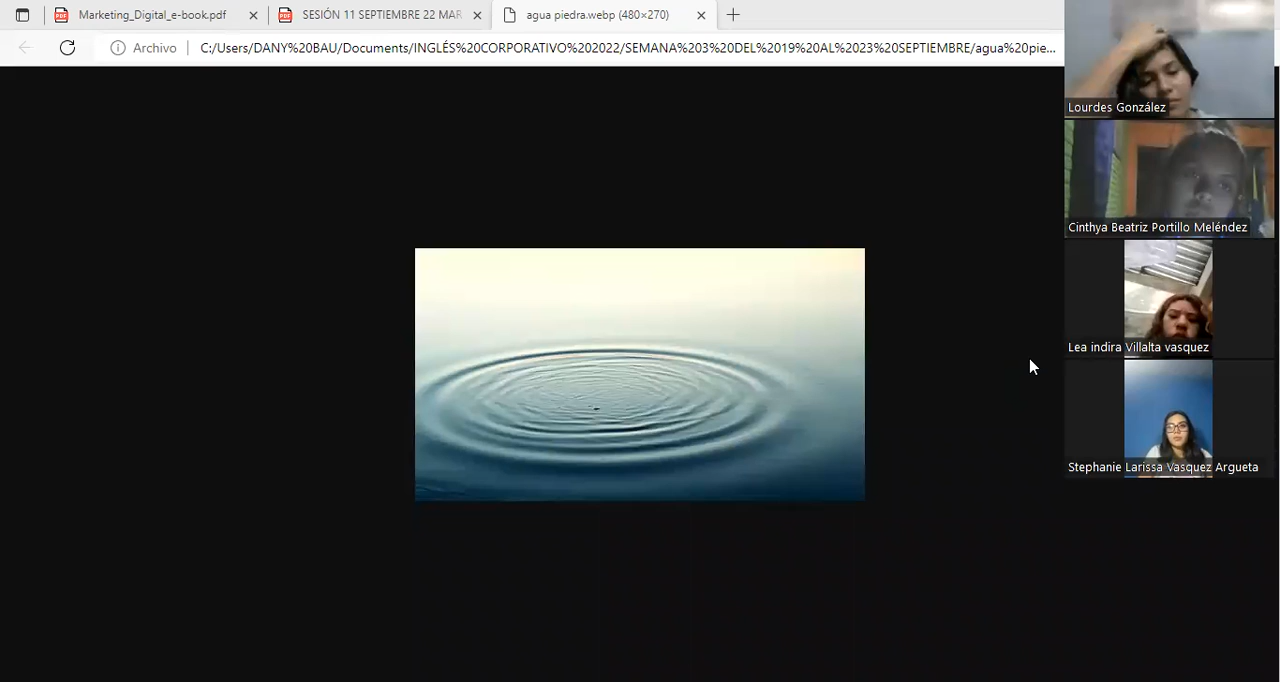 Marketing_Digital_e-book.pdf
SESIÓN 11 SEPTIEMBRE 22 MAR
agua piedra.webp (480×270)
Archivo
C:/Users/DANY%20BAU/Documents/INGLÉS%20CORPORATIVO%202022/SEMANA%203%20DEL%2019%20AL%2023%20SEPTIEMBRE/agua%20pie...
Lourdes González
Cinthya Beatriz Portillo Meléndez
Lea indira Villalta vasquez
Stephanie Larissa Vasquez Argueta